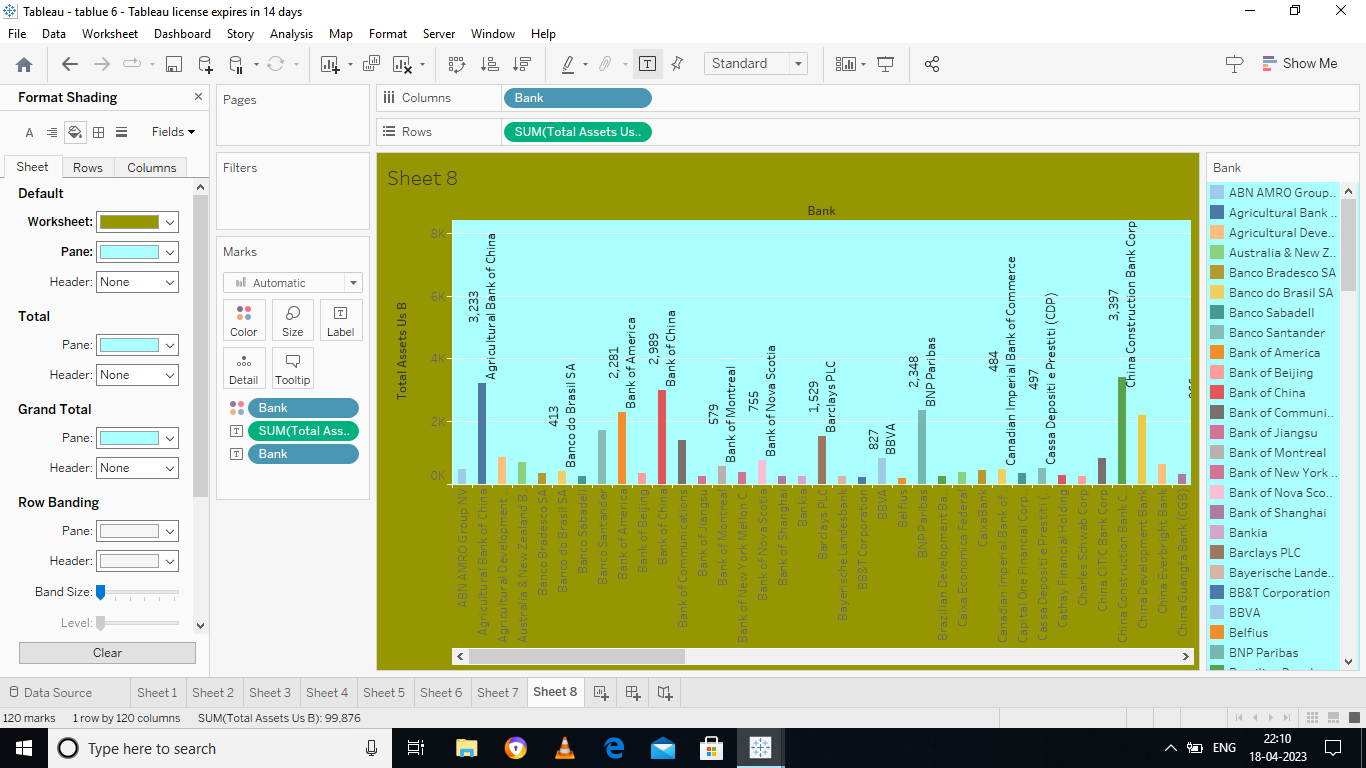 Tableau - tablue 6 - Tableau license expires in 14 days
File Data Worksheet Dashboard Story Analysis Map Format Server Window Help
Standard
Show Me
Format Shading
Fields
Sheet Rows Columns
Default
Worksheet:
Pane:
Header: None
Total
Pane:
Header: None
Grand Total
Pane:
Header: None
Row Banding
Pane:
Header:
Band Size:
Level:
Clear
Pages
Filters
Marks
Automatic
Color Size Label
Detail Tooltip
Bank
SUM(Total Ass..
Bank
Columns Bank
Rows SUM(Total Assets Us..
Sheet 8
Bank
Total Assets Us B
8K
6K
4K
2K
0K
3,233
Agricultural Bank of China
413
Banco do Brasil SA
2,281
Bank of America
2,989
Bank of China
579
Bank of Montreal
755
Bank of Nova Scotia
1,529
Barclays PLC
827
BBVA
2,348
BNP Paribas
484
Canadian Imperial Bank of Commerce
497
Cassa Depositi e Prestiti (CDP)
3,397
China Construction Bank Corp
ABN AMRO Group NV
Agricultural Bank of China
Agricultural Development ..
Australia & New Zealand B..
Banco Bradesco SA
Banco do Brasil SA
Banco Sabadell
Banco Santander
Bank of America
Bank of Beijing
Bank of China
Bank of Communications
Bank of Jiangsu
Bank of Montreal
Bank of New York Mellon C..
Bank of Nova Scotia
Bank of Shanghai
Bankia
Barclays PLC
Bayerische Landesbank
BB&T Corporation
BBVA
Belfius
BNP Paribas
Brazilian Development Ba..
Caixa Economica Federal
CaixaBank
Canadian Imperial Bank of ..
Capital One Financial Corp..
Cassa Depositi e Prestiti (..
Cathay Financial Holding
Charles Schwab Corp
China CITIC Bank Corp
China Construction Bank C..
China Development Bank
China Everbright Bank
China Guangfa Bank (CGB)
Bank
ABN AMRO Group..
Agricultural Bank ..
Agricultural Deve..
Australia & New Z..
Banco Bradesco SA
Banco do Brasil SA
Banco Sabadell
Banco Santander
Bank of America
Bank of Beijing
Bank of China
Bank of Communi..
Bank of Jiangsu
Bank of Montreal
Bank of New York ..
Bank of Nova Sco..
Bank of Shanghai
Bankia
Barclays PLC
Bayerische Lande..
BB&T Corporation
BBVA
Belfius
BNP Paribas
Data Source Sheet 1 Sheet 2 Sheet 3 Sheet 4 Sheet 5 Sheet 6 Sheet 7 Sheet 8
120 marks 1 row by 120 columns SUM(Total Assets Us B): 99,876
Type here to search
ENG
22:10
18-04-2023